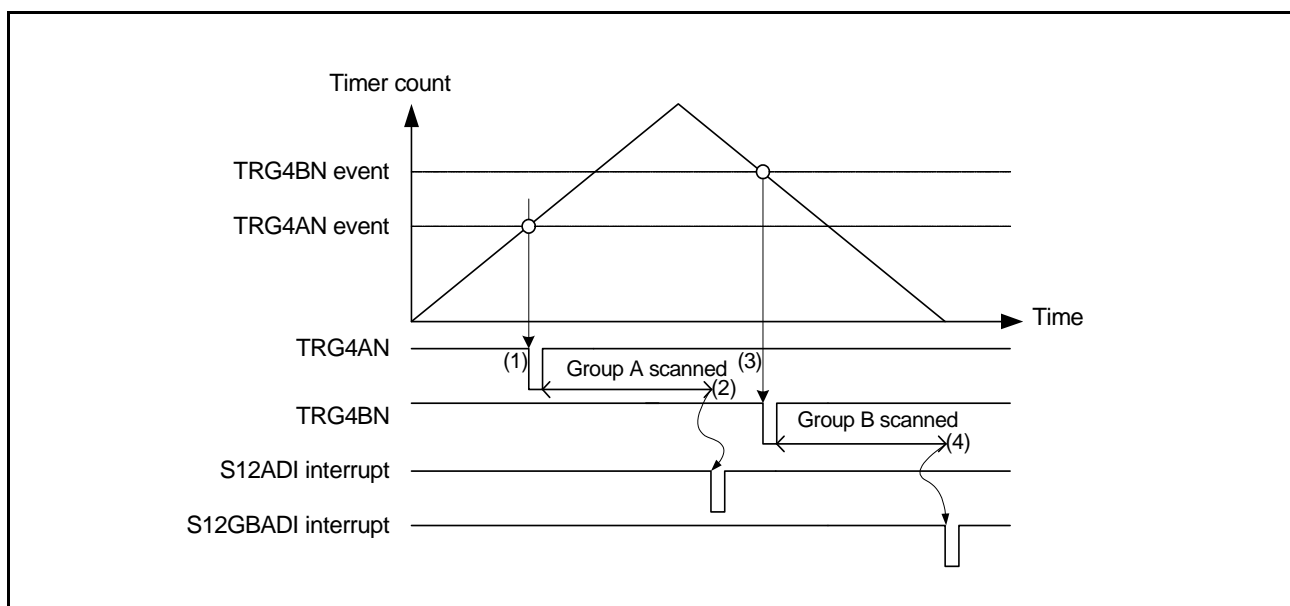 Timer count
TRG4BN event
TRG4AN event
Time
TRG4AN
(1)
Group A scanned
(2)
(3)
TRG4BN
Group B scanned
(4)
S12ADI interrupt
S12GBADI interrupt